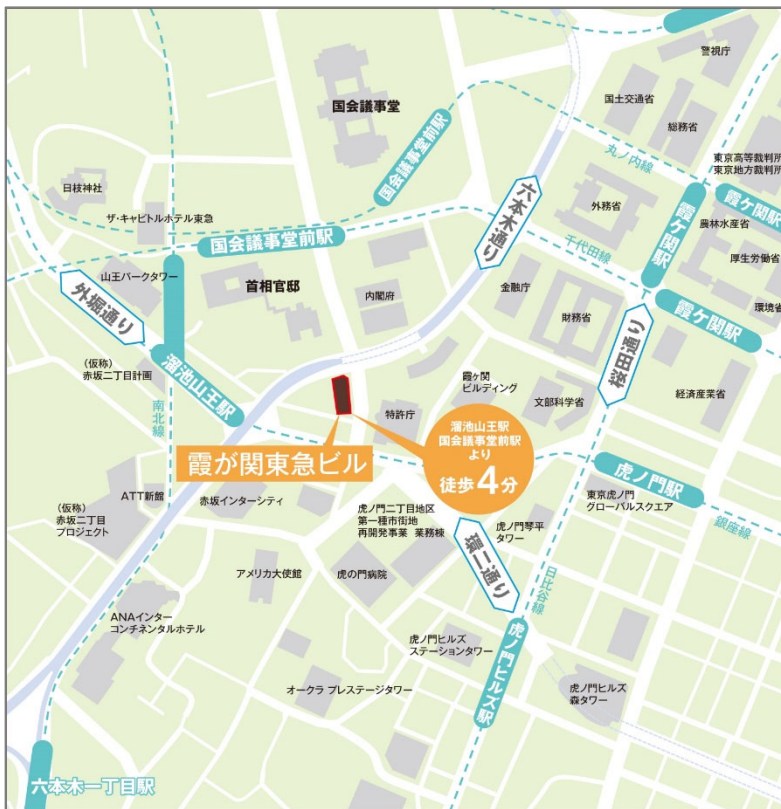 警視庁
国会議事堂
国土交通省
総務省
国会議事堂前駅
丸ノ内線
東京高等裁判所
東京地方裁判所
六本木通り
日枝神社
ザ・キャピトルホテル東急
外務省
霞ケ関駅
霞ケ関駅
農林水産省
国会議事堂前駅
千代田線
厚生労働省
山王パークタワー
首相官邸
内閣府
金融庁
外堀通り
財務省
霞ケ関駅
環境省
桜田通り
(仮称)
赤坂二丁目計画
溜池山王駅
霞ヶ関
ビルディング
文部科学省
経済産業省
南北線
特許庁
溜池山王駅
国会議事堂前駅
より
徒歩4分
霞が関東急ビル
虎ノ門駅
ATT新館
赤坂インターシティ
東京虎ノ門
グローバルスクエア
銀座線
(仮称)
赤坂二丁目
プロジェクト
虎ノ門二丁目地区
第一種市街地
再開発事業 業務棟
虎ノ門琴平
タワー
環二通り
日比谷線
アメリカ大使館
虎の門病院
ANAインター
コンチネンタルホテル
虎ノ門ヒルズ
ステーションタワー
虎ノ門ヒルズ駅
オークラ プレステージタワー
虎ノ門ヒルズ
森タワー
六本木一丁目駅